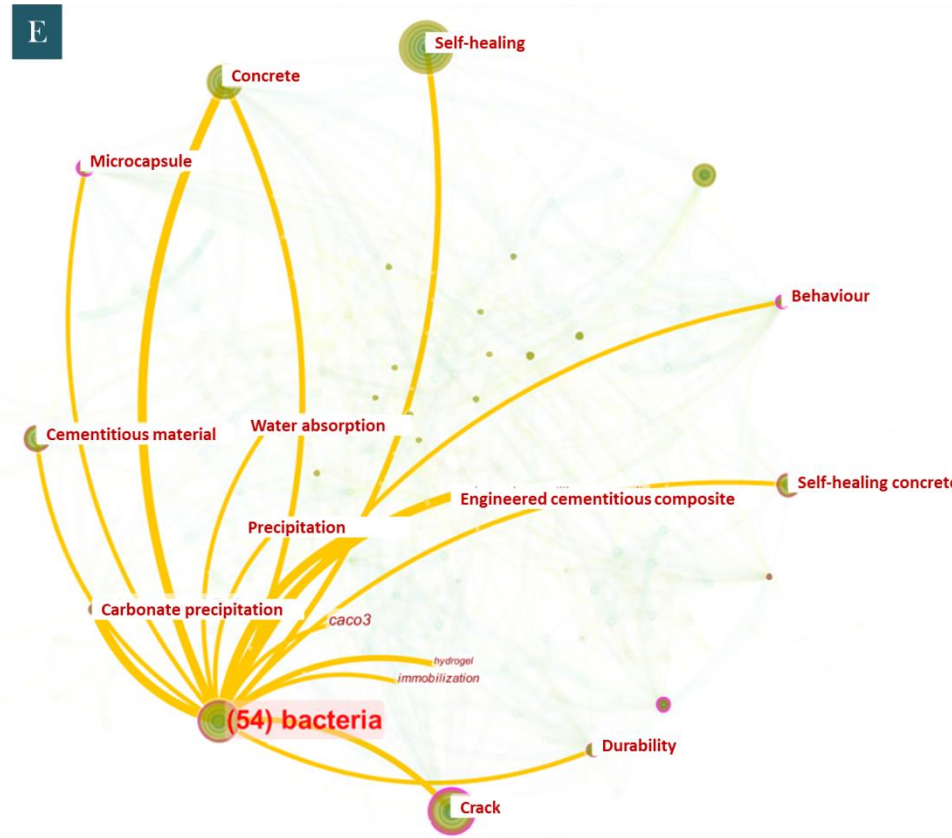 E
Self-healing
Concrete
Microcapsule
Behaviour
Water absorption
Cementitious material
Self-healing concrete
Engineered cementitious composite
Precipitation
Carbonate precipitation
caco3
hydrogel
immobilization
(54) bacteria
Durability
Crack